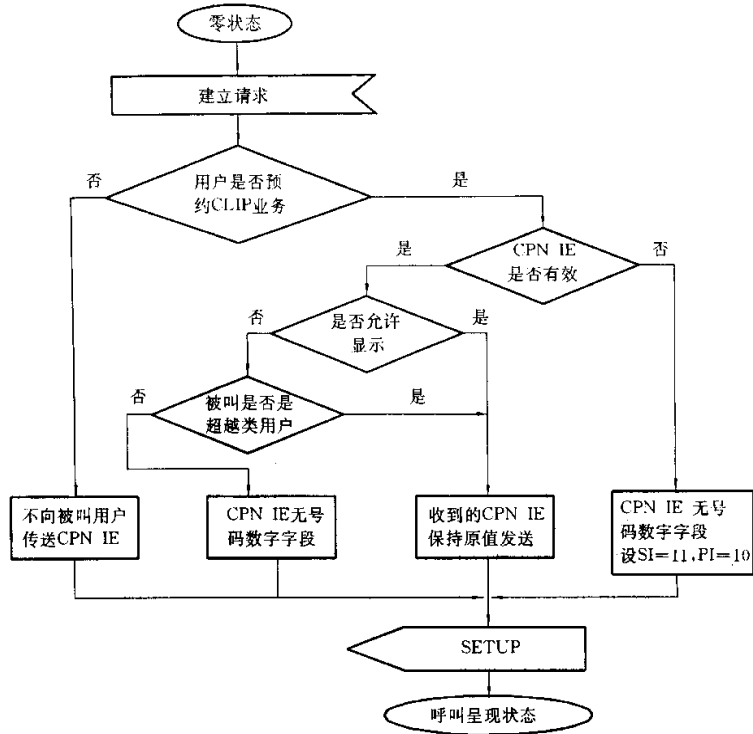 零状态
建立请求
否
用户是否预
约CLIP业务
是
是
CPN IE
是否有效
否
否
是否允许
显示
是
否
被叫是否是
超越类用户
是
不向被叫用户
传送CPN IE
CPN IE无号
码数字字段
收到的CPN IE
保持原值发送
CPN IE 无号
码数字字段
设SI=11,PI=10
SETUP
呼叫呈现状态